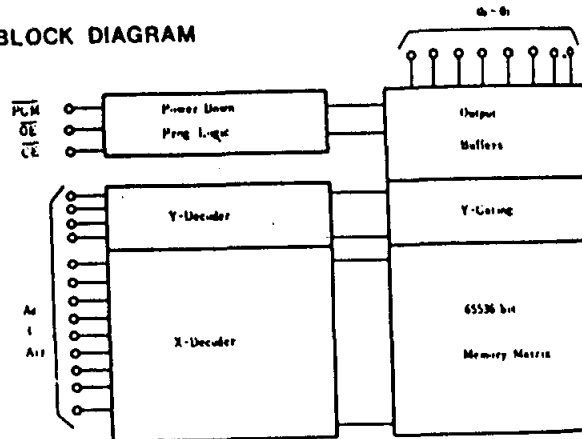 BLOCK DIAGRAM
PGM
OE
CE
Power Down
Prog Logic
Output
Buffers
Y-Decoder
Y-Gating
X-Decoder
65536 bit
Memory Matrix